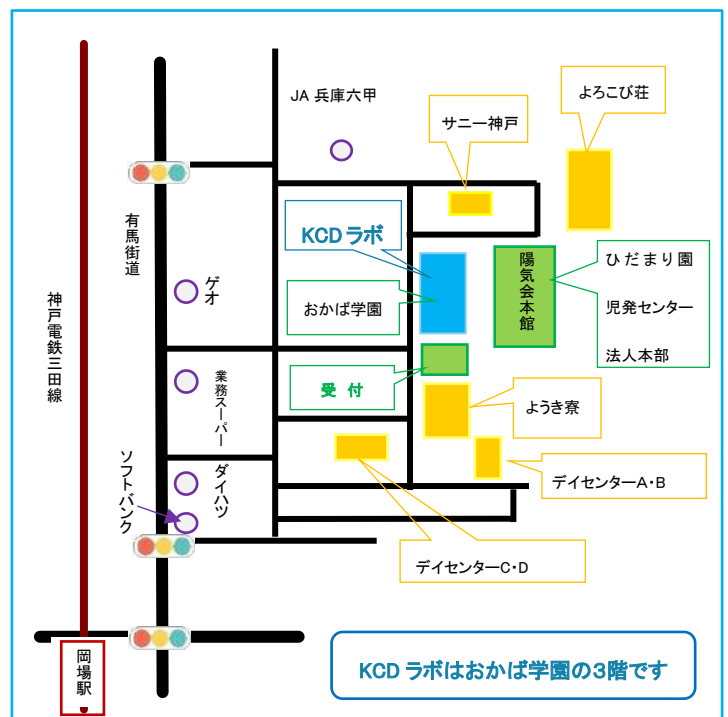 よろこび荘
JA 兵庫六甲
サニー神戸
有馬街道
KCD ラボ
陽気会本館
ひだまり園
児発センター
法人本部
ゲオ
おかば学園
神戸電鉄三田線
業務スーパー
受 付
ようき寮
ソフトバンク
ダイハツ
デイセンターA・B
デイセンターC・D
岡場駅
KCD ラボはおかば学園の3階です